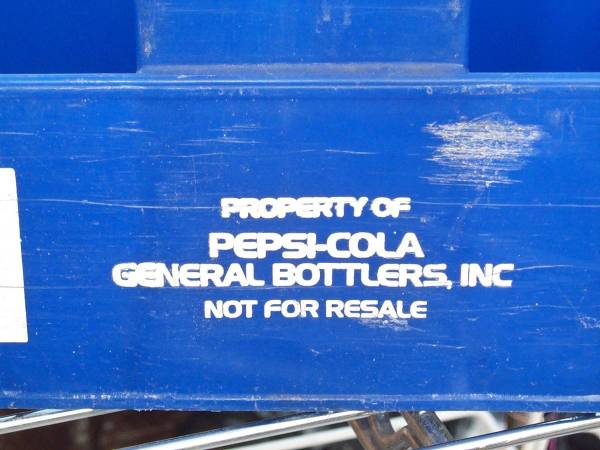 PROPERTY OF
PEPSI-COLA
GENERAL BOTTLERS, INC
NOT FOR RESALE